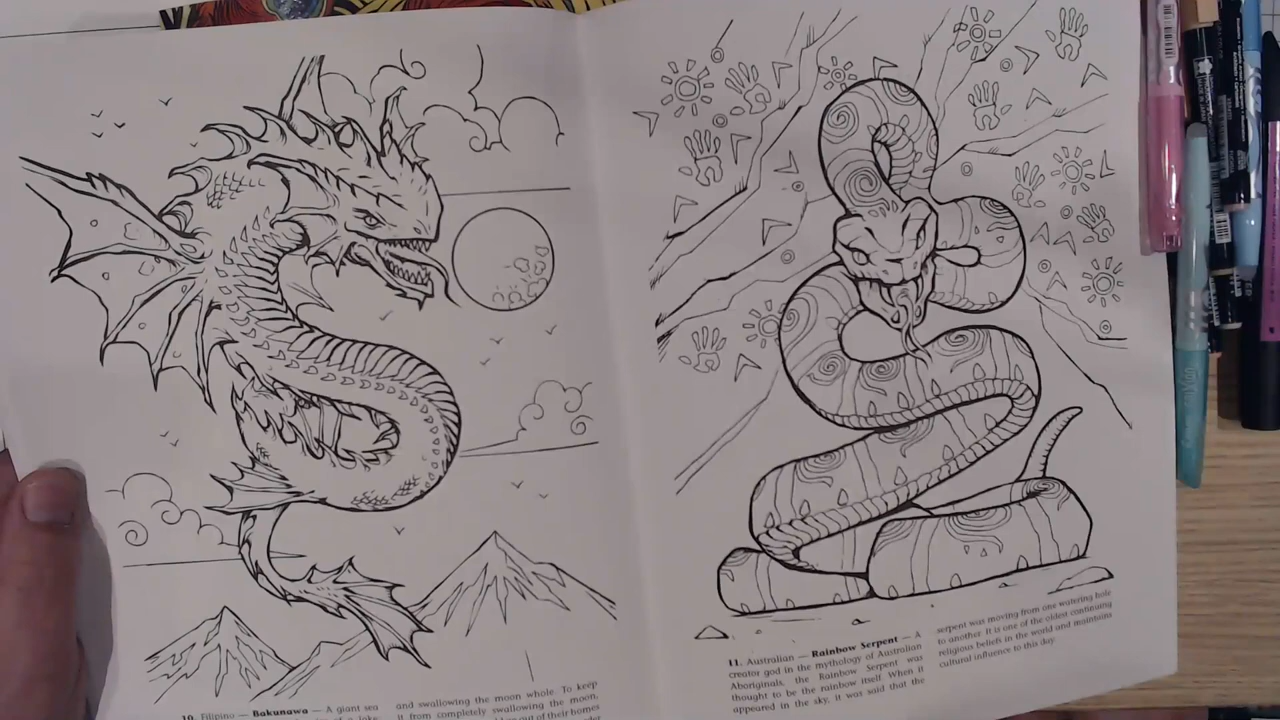 10. Filipino — Bakunawa — A giant sea
and swallowing the moon whole. To keep
it from completely swallowing the moon,
out of their homes
11. Australian — Rainbow Serpent — A
creator god in the mythology of Australian
Aboriginals, the Rainbow Serpent was
thought to be the rainbow itself. When it
appeared in the sky, it was said that the
serpent was moving from one watering hole
to another. It is one of the oldest continuing
religious beliefs in the world and maintains
cultural influence to this day.